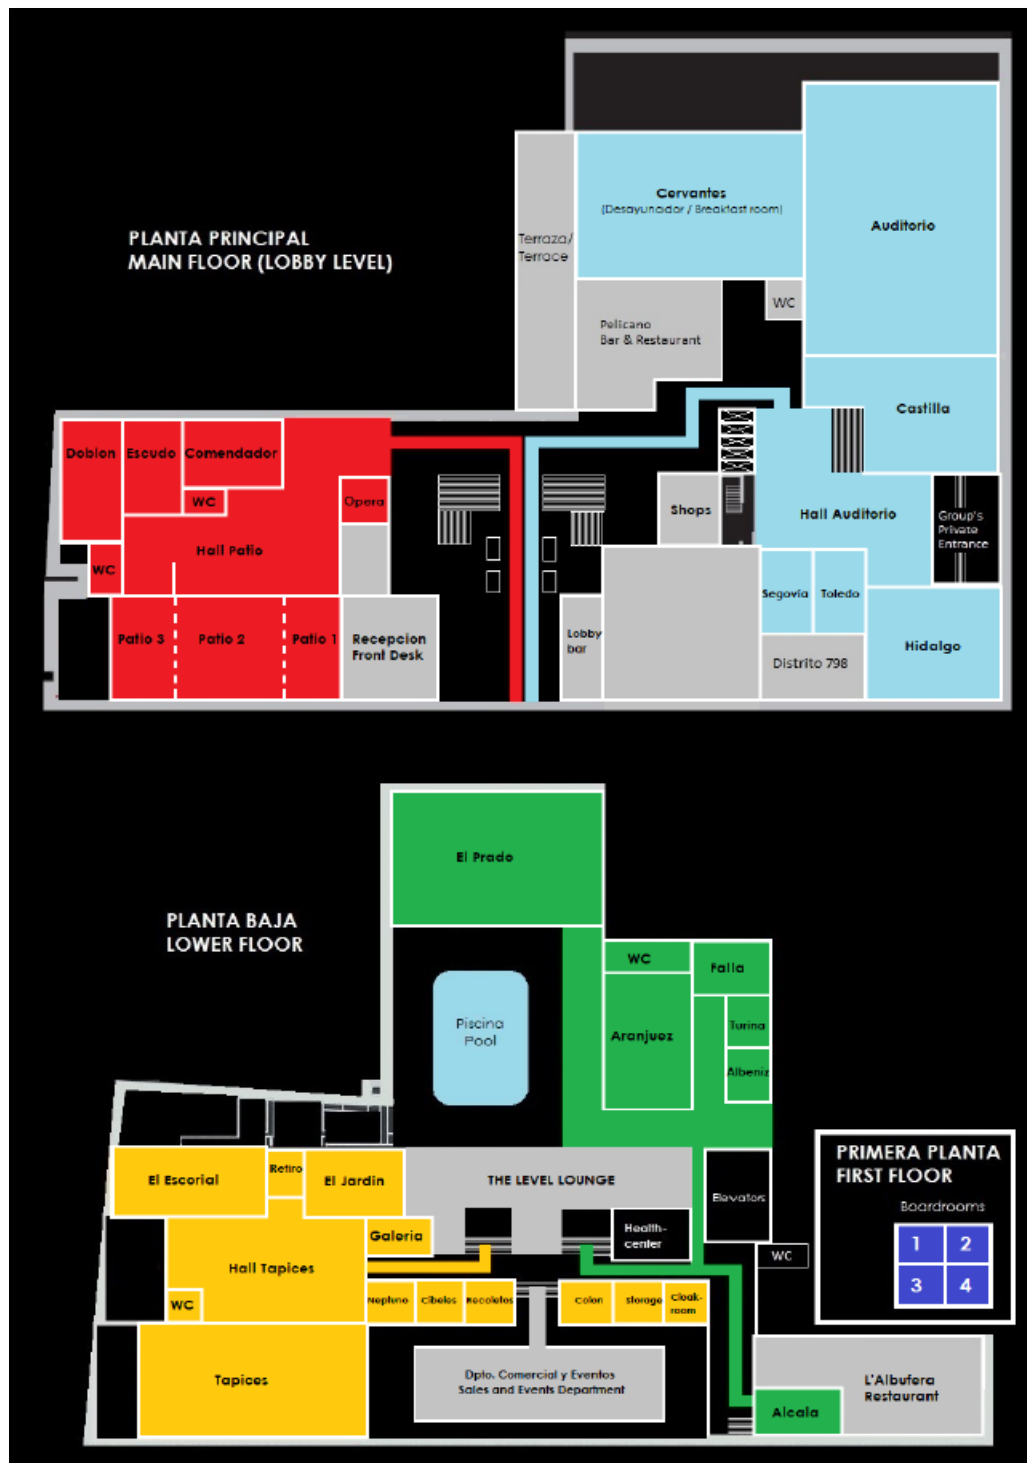 PLANTA PRINCIPAL
MAIN FLOOR (LOBBY LEVEL)
Cervantes
(Desayunador / Breakfast room)
Auditorio
Terraza/
Terrace
WC
Pelicano
Bar & Restaurant
Castilla
Doblon
Escudo
Comendador
WC
Opera
Shops
Hall Auditorio
Group's
Private
Entrance
Hall Patio
WC
Segovia
Toledo
Patio 3
Patio 2
Patio 1
Recepcion
Front Desk
Lobby
bar
Distrito 798
Hidalgo
El Prado
PLANTA BAJA
LOWER FLOOR
WC
Falla
Piscina
Pool
Aranjuez
Turina
Albeniz
El Escorial
Retiro
El Jardin
THE LEVEL LOUNGE
Elevators
PRIMERA PLANTA
FIRST FLOOR
Boardrooms
1
2
3
4
Galeria
Health-
center
WC
Hall Tapices
WC
Neptuno
Cibeles
Recoletos
Colon
Storage
Cloak-
room
Tapices
Dpto. Comercial y Eventos
Sales and Events Department
L'Albufera
Restaurant
Alcala